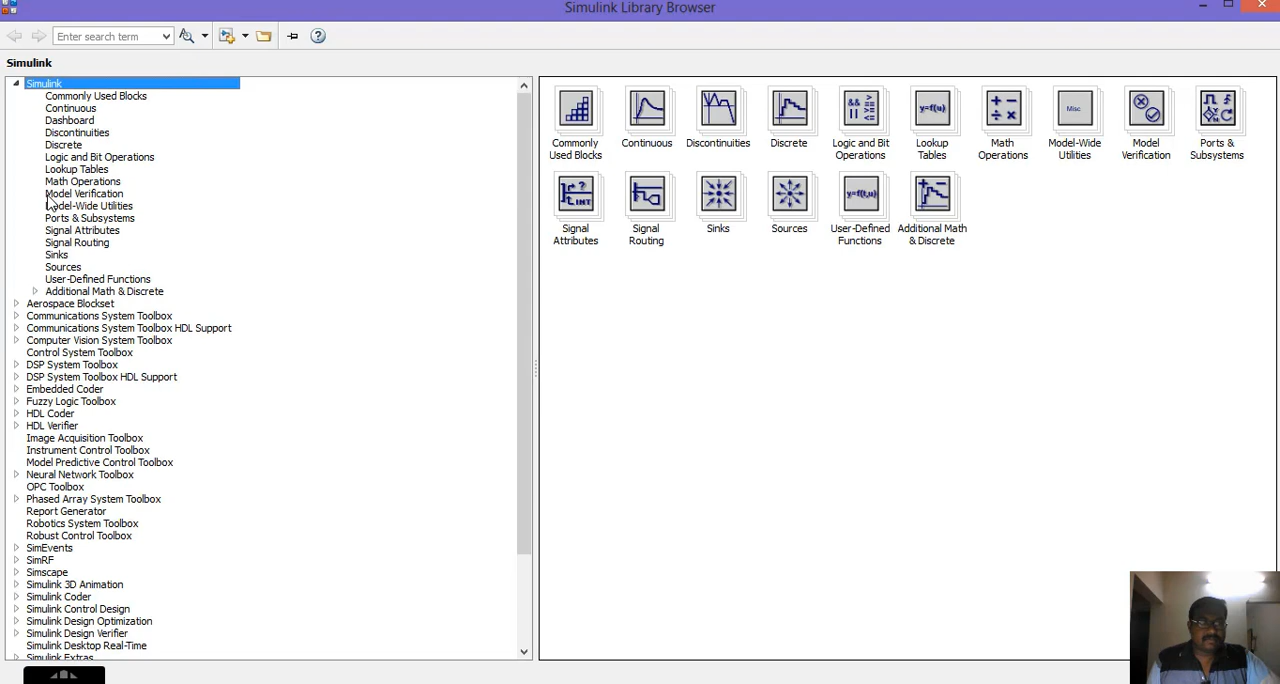 Simulink Library Browser
Enter search term
Simulink
Simulink
Commonly Used Blocks
Continuous
Dashboard
Discontinuities
Discrete
Logic and Bit Operations
Lookup Tables
Math Operations
Model Verification
Model-Wide Utilities
Ports & Subsystems
Signal Attributes
Signal Routing
Sinks
Sources
User-Defined Functions
Additional Math & Discrete
Aerospace Blockset
Communications System Toolbox
Communications System Toolbox HDL Support
Computer Vision System Toolbox
Control System Toolbox
DSP System Toolbox
DSP System Toolbox HDL Support
Embedded Coder
Fuzzy Logic Toolbox
HDL Coder
HDL Verifier
Image Acquisition Toolbox
Instrument Control Toolbox
Model Predictive Control Toolbox
Neural Network Toolbox
OPC Toolbox
Phased Array System Toolbox
Report Generator
Robotics System Toolbox
Robust Control Toolbox
SimEvents
SimRF
Simscape
Simulink 3D Animation
Simulink Coder
Simulink Control Design
Simulink Design Optimization
Simulink Design Verifier
Simulink Desktop Real-Time
Simulink Extras
y=f(u)
Misc
Commonly
Used Blocks
Continuous
Discontinuities
Discrete
Logic and Bit
Operations
Lookup
Tables
Math
Operations
Model-Wide
Utilities
Model
Verification
Ports &
Subsystems
INT
y=f(t,u)
Signal
Attributes
Signal
Routing
Sinks
Sources
User-Defined
Functions
Additional Math
& Discrete